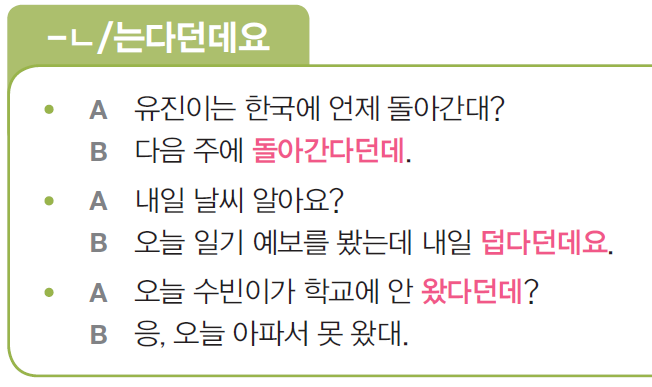 -ㄴ/는다던데요
• A 유진이는 한국에 언제 돌아간대?
B 다음 주에 돌아간다던데.
• A 내일 날씨 알아요?
B 오늘 일기 예보를 봤는데 내일 덥다던데요.
• A 오늘 수빈이가 학교에 안 왔다던데?
B 응, 오늘 아파서 못 왔대.